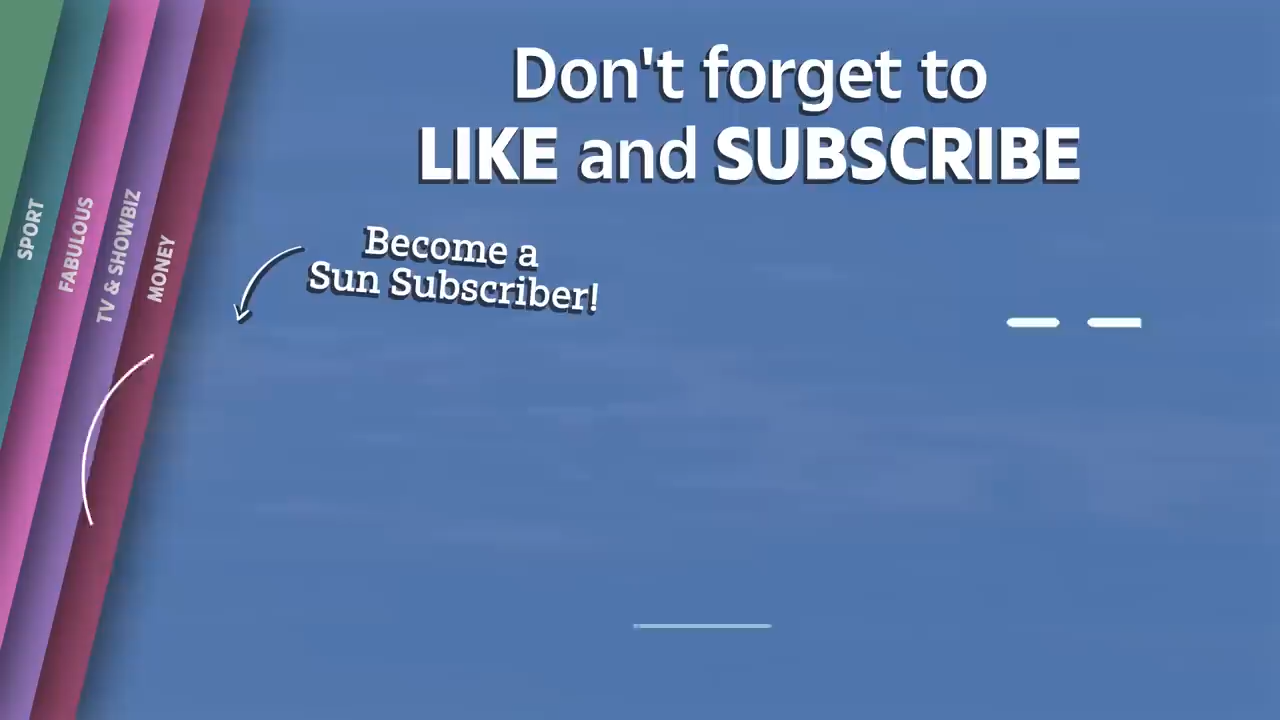 Don't forget to
LIKE and SUBSCRIBE
Become a
Sun Subscriber!
SPORT
FABULOUS
TV & SHOWBIZ
MONEY